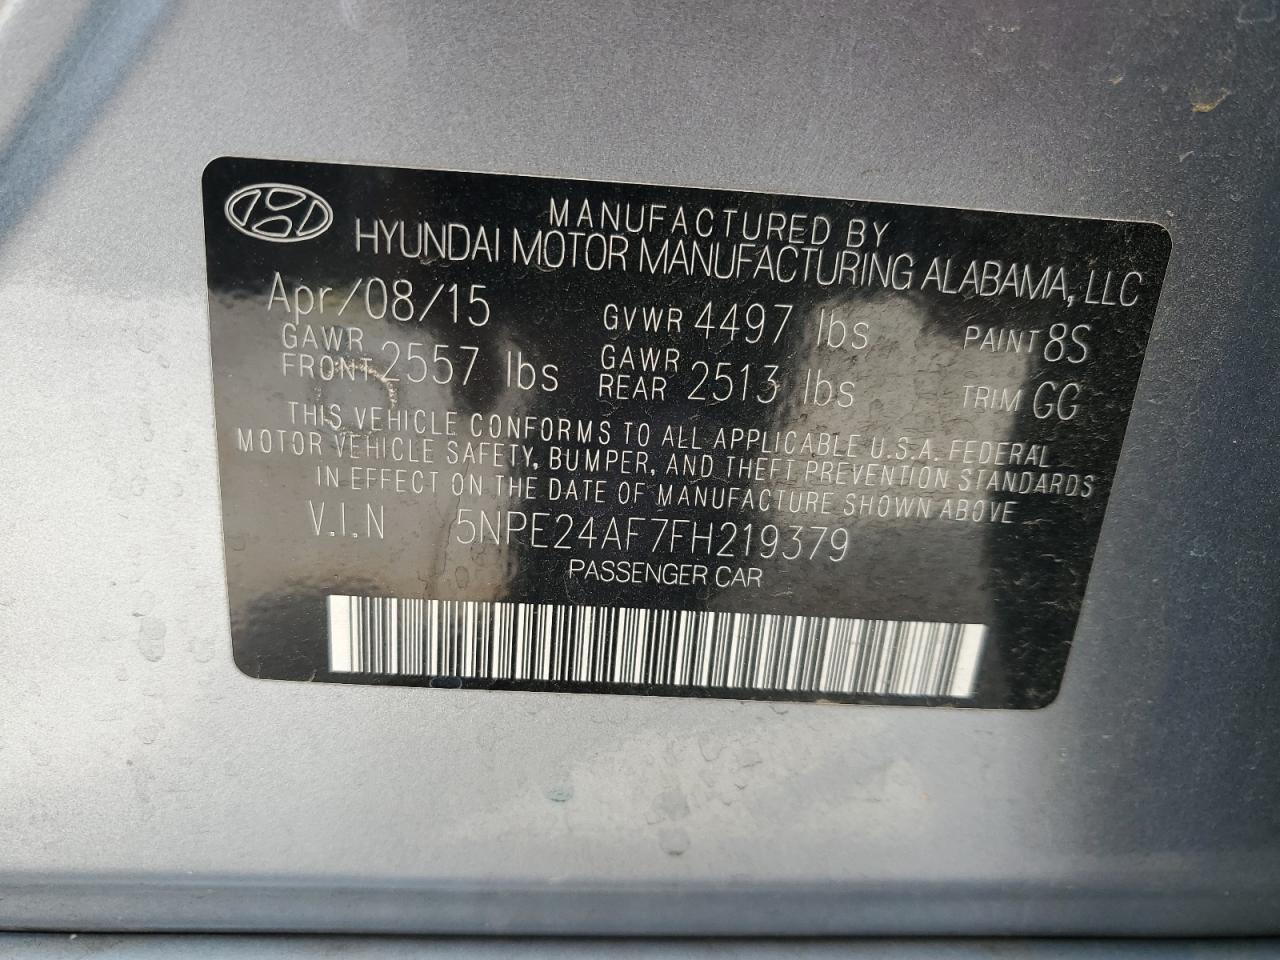 MANUFACTURED BY
HYUNDAI MOTOR MANUFACTURING ALABAMA, LLC
Apr/08/15 GVWR 4497 lbs PAINT 8S
GAWR FRONT 2557 lbs GAWR REAR 2513 lbs TRIM GG
THIS VEHICLE CONFORMS TO ALL APPLICABLE U.S.A. FEDERAL
MOTOR VEHICLE SAFETY, BUMPER, AND THEFT PREVENTION STANDARDS
IN EFFECT ON THE DATE OF MANUFACTURE SHOWN ABOVE
V.I.N 5NPE24AF7FH219379
PASSENGER CAR